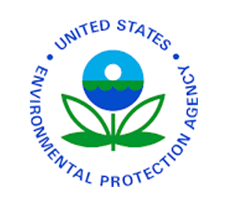 UNITED STATES
ENVIRONMENTAL PROTECTION AGENCY